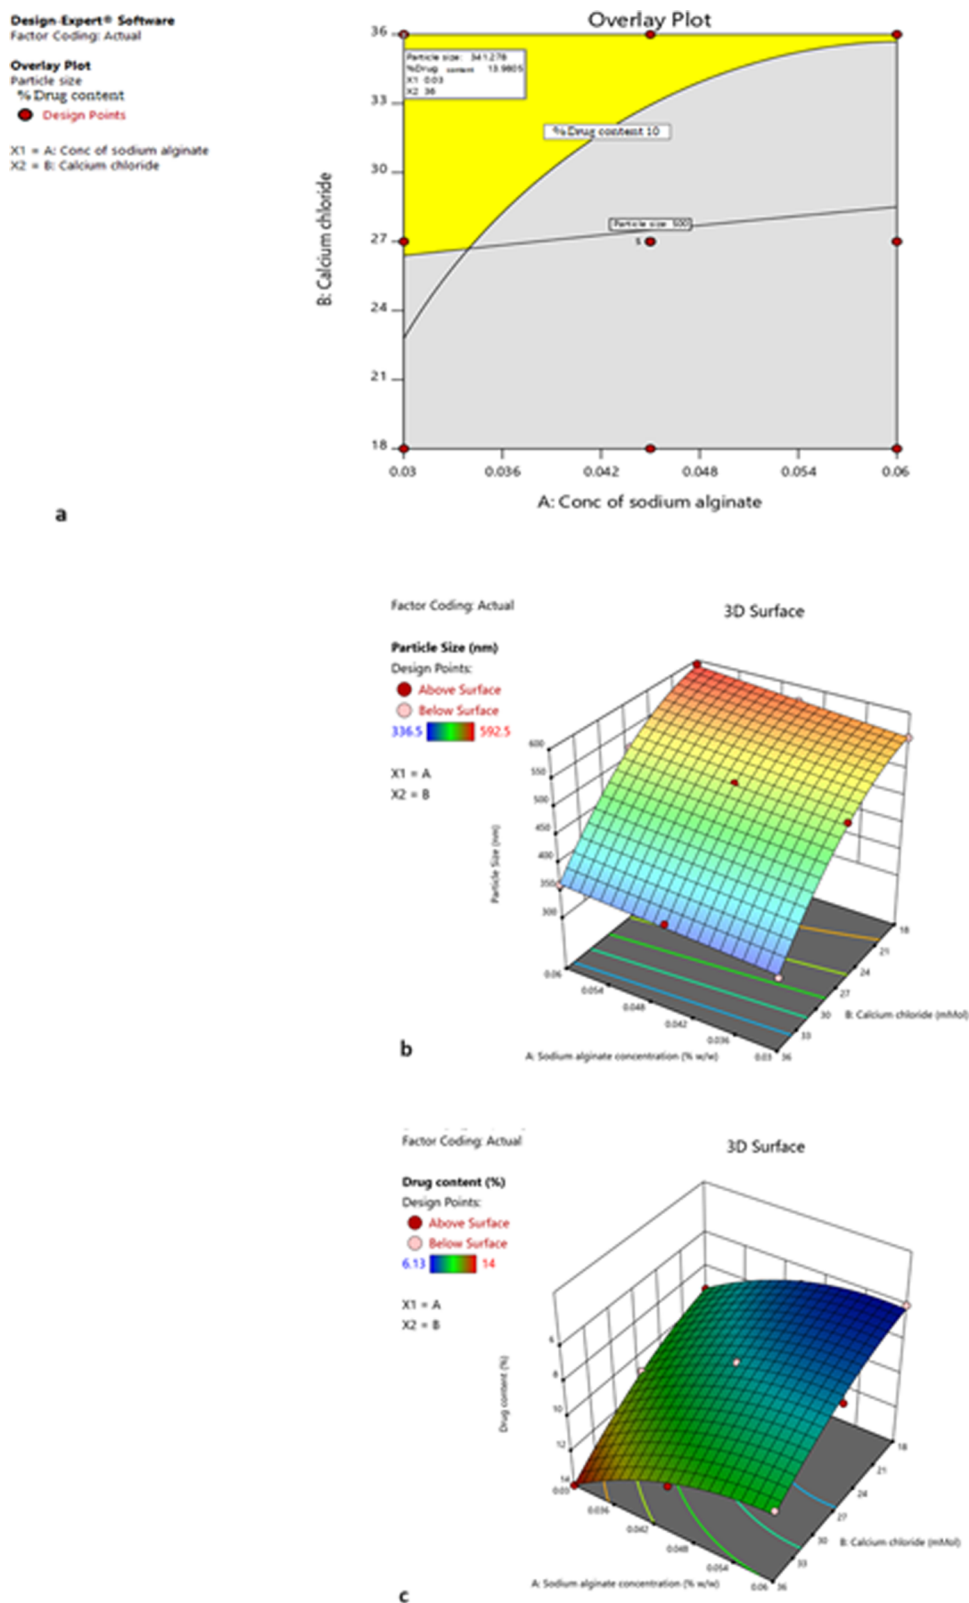 Design-Expert® Software
Factor Coding: Actual
Overlay Plot
Particle size
% Drug content
Design Points
X1 = A: Conc of sodium alginate
X2 = B: Calcium chloride
Overlay Plot
36
33
30
27
24
21
18
B: Calcium chloride
Particle size: 341.278
%Drug content 13.9805
X1 0.03
X2 36
% Drug content 10
Particle size: 500
5
0.03
0.036
0.042
0.048
0.054
0.06
A: Conc of sodium alginate
a
Factor Coding: Actual
3D Surface
Particle Size (nm)
Design Points:
Above Surface
Below Surface
336.5
592.5
X1 = A
X2 = B
600
550
500
450
400
350
300
Particle Size (nm)
0.06
0.054
0.048
0.042
0.036
0.03
36
33
30
27
24
21
18
B: Calcium chloride (mMol)
A: Sodium alginate concentration (% w/w)
b
Factor Coding: Actual
3D Surface
Drug content (%)
Design Points:
Above Surface
Below Surface
6.13
14
X1 = A
X2 = B
6
8
10
12
14
Drug content (%)
0.03
0.036
0.042
0.048
0.054
0.06
36
33
30
27
24
21
18
B: Calcium chloride (mMol)
A: Sodium alginate concentration (% w/w)
c